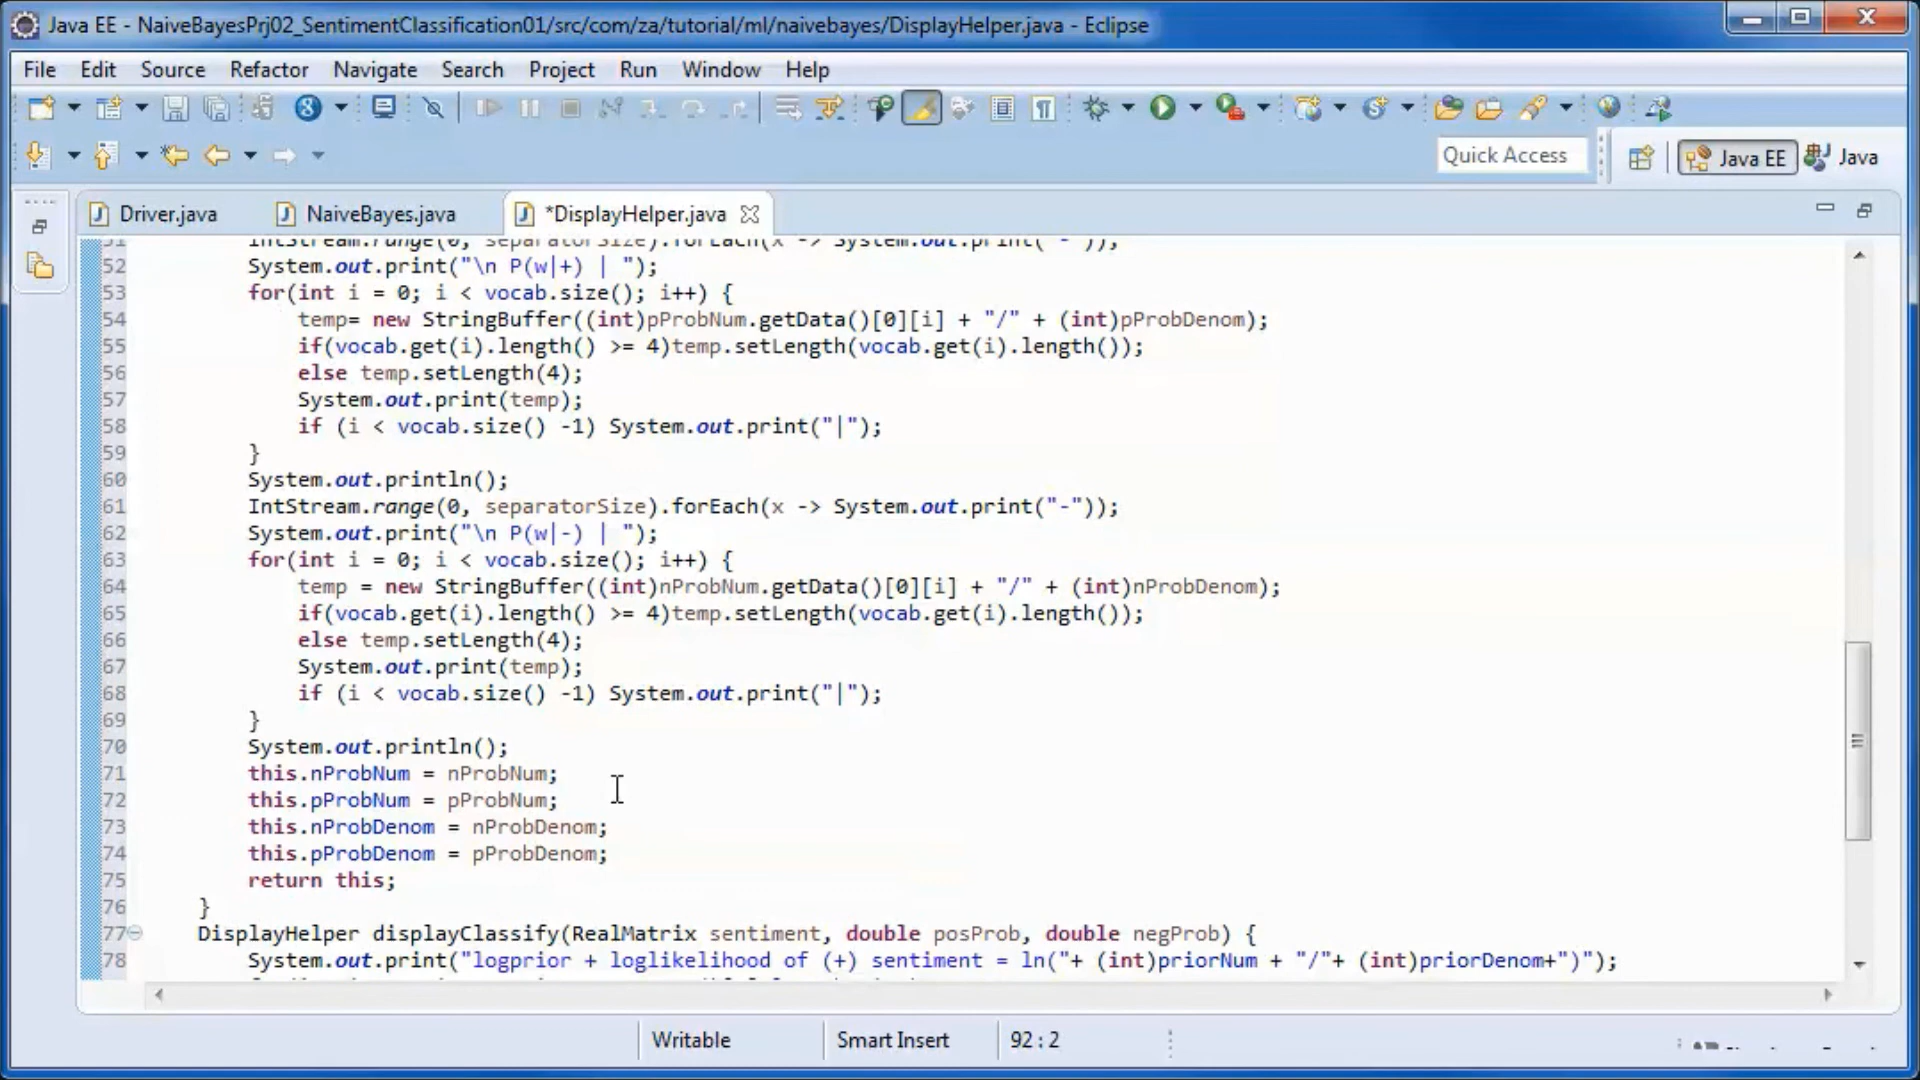 Java EE - NaiveBayesPrj02_SentimentClassification01/src/com/za/tutorial/ml/naivebayes/DisplayHelper.java - Eclipse
File Edit Source Refactor Navigate Search Project Run Window Help
Quick Access Java EE Java
Driver.java NaiveBayes.java *DisplayHelper.java
51 IntStream.range(0, separatorSize).forEach(x -> System.out.print("-"));
52 System.out.print("\n P(w|+) | ");
53 for(int i = 0; i < vocab.size(); i++) {
54 temp= new StringBuffer((int)pProbNum.getData()[0][i] + "/" + (int)pProbDenom);
55 if(vocab.get(i).length() >= 4)temp.setLength(vocab.get(i).length());
56 else temp.setLength(4);
57 System.out.print(temp);
58 if (i < vocab.size() -1) System.out.print("|");
59 }
60 System.out.println();
61 IntStream.range(0, separatorSize).forEach(x -> System.out.print("-"));
62 System.out.print("\n P(w|-) | ");
63 for(int i = 0; i < vocab.size(); i++) {
64 temp = new StringBuffer((int)nProbNum.getData()[0][i] + "/" + (int)nProbDenom);
65 if(vocab.get(i).length() >= 4)temp.setLength(vocab.get(i).length());
66 else temp.setLength(4);
67 System.out.print(temp);
68 if (i < vocab.size() -1) System.out.print("|");
69 }
70 System.out.println();
71 this.nProbNum = nProbNum;
72 this.pProbNum = pProbNum;
73 this.nProbDenom = nProbDenom;
74 this.pProbDenom = pProbDenom;
75 return this;
76 }
77 DisplayHelper displayClassify(RealMatrix sentiment, double posProb, double negProb) {
78 System.out.print("logprior + loglikelihood of (+) sentiment = ln("+ (int)priorNum + "/"+ (int)priorDenom+")");
Writable Smart Insert 92 : 2